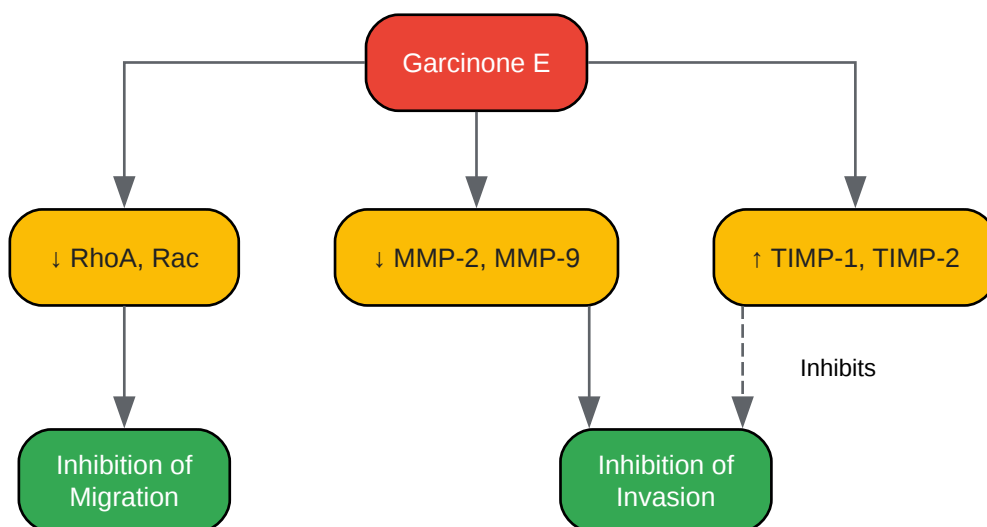 Garcinone E
↓ RhoA, Rac
↓ MMP-2, MMP-9
↑ TIMP-1, TIMP-2
Inhibits
Inhibition of
Migration
Inhibition of
Invasion